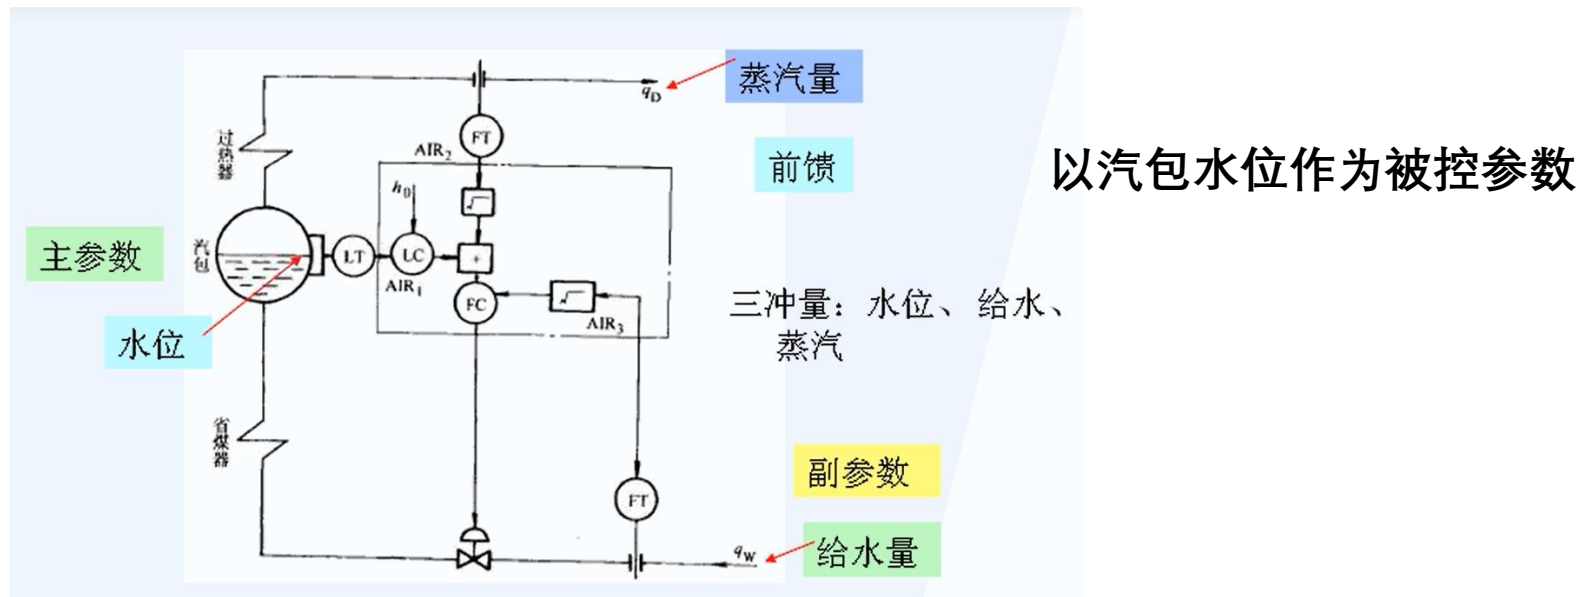 蒸汽量
q_D
FT
过热器
AIR₂
前馈
以汽包水位作为被控参数
h₀
√
主参数
汽包
LT
LC
+
AIR₁
FC
√
AIR₃
三冲量：水位、给水、
蒸汽
水位
省煤器
副参数
FT
q_W
给水量